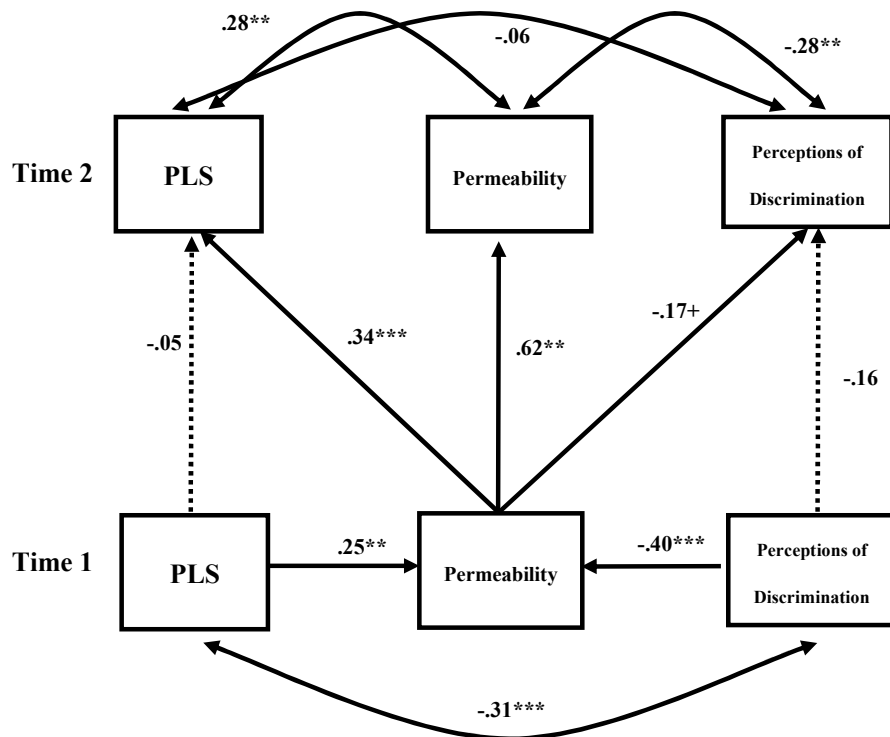 .28**
-.06
-.28**
Time 2
PLS
Permeability
Perceptions of
Discrimination
-.05
.34***
.62**
-.17+
-.16
Time 1
PLS
.25**
Permeability
-.40***
Perceptions of
Discrimination
-.31***